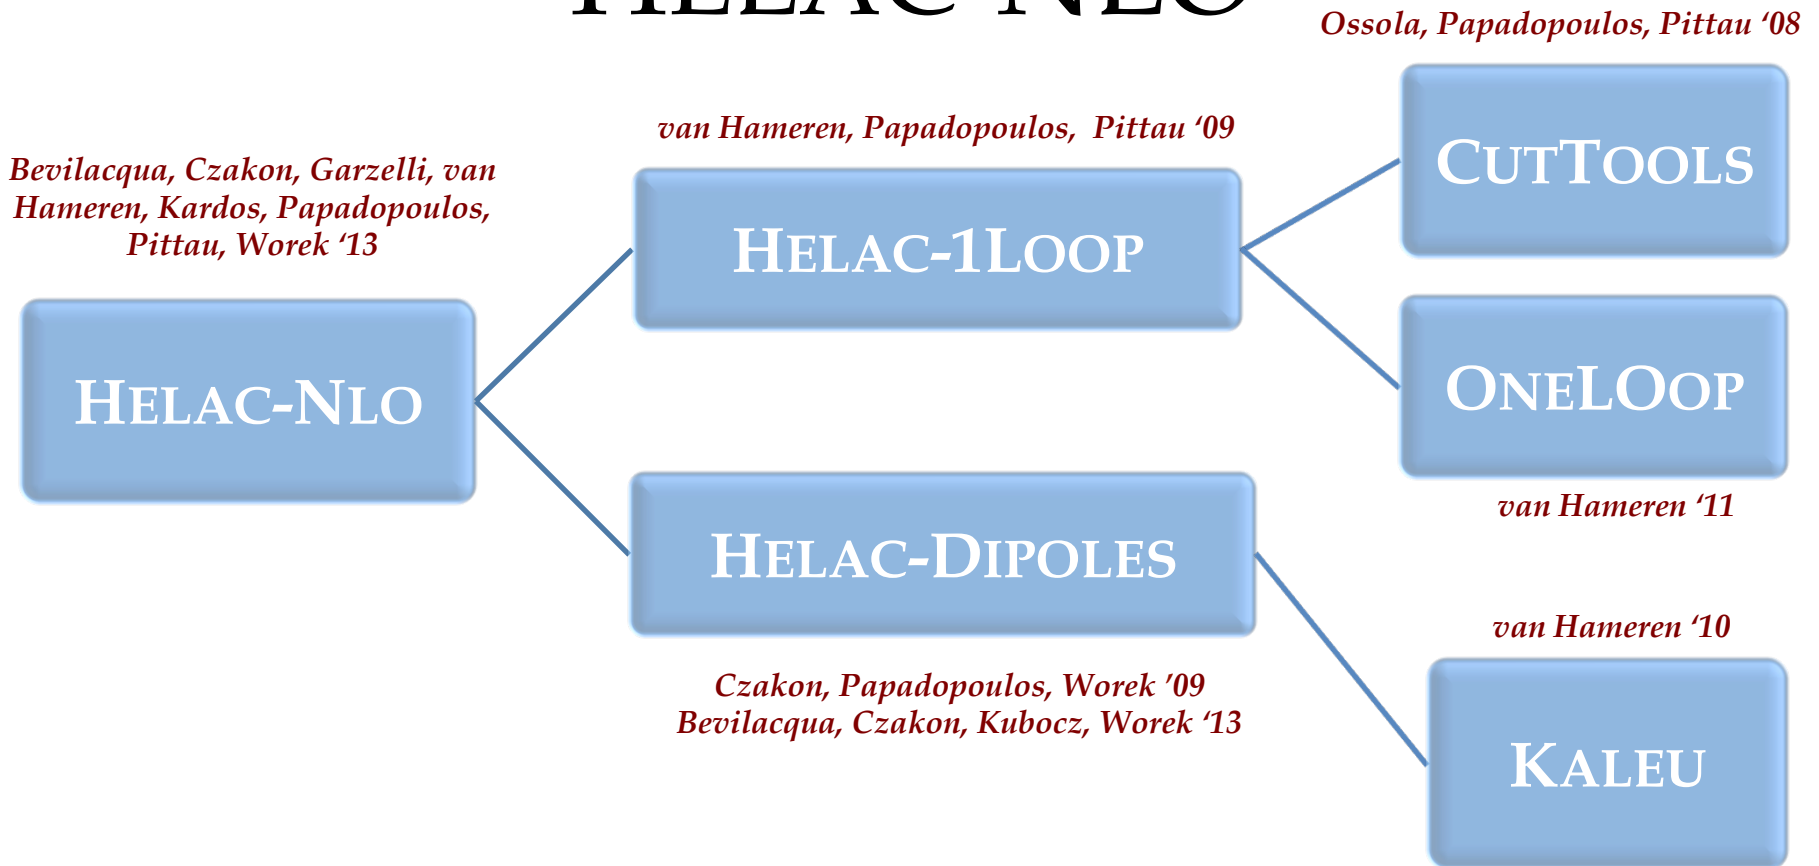 HELAC-NLO
Ossola, Papadopoulos, Pittau ‘08
CUTTOOLS
van Hameren, Papadopoulos, Pittau ‘09
HELAC-1LOOP
Bevilacqua, Czakon, Garzelli, van
Hameren, Kardos, Papadopoulos,
Pittau, Worek ‘13
HELAC-NLO
ONELOOP
van Hameren ‘11
HELAC-DIPOLES
Czakon, Papadopoulos, Worek ’09
Bevilacqua, Czakon, Kubocz, Worek ‘13
van Hameren ‘10
KALEU